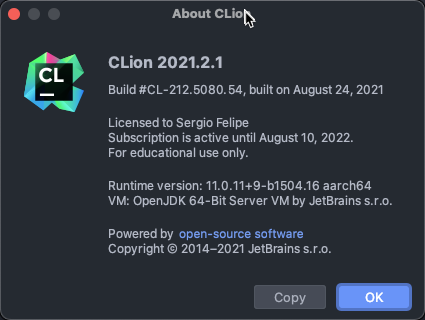 About CLion
CL
CLion 2021.2.1
Build #CL-212.5080.54, built on August 24, 2021
Licensed to Sergio Felipe
Subscription is active until August 10, 2022.
For educational use only.
Runtime version: 11.0.11+9-b1504.16 aarch64
VM: OpenJDK 64-Bit Server VM by JetBrains s.r.o.
Powered by open-source software
Copyright © 2014–2021 JetBrains s.r.o.
Copy
OK